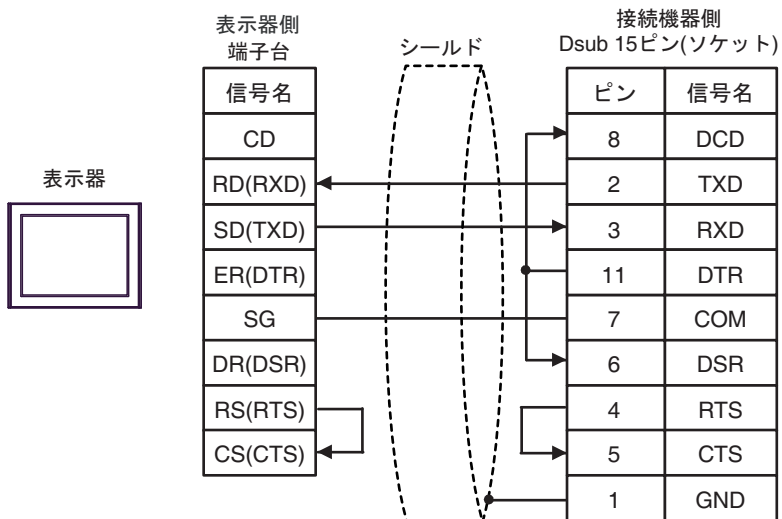 表示器側
端子台
シールド
接続機器側
Dsub 15ピン(ソケット)
表示器
信号名
CD
RD(RXD)
SD(TXD)
ER(DTR)
SG
DR(DSR)
RS(RTS)
CS(CTS)
ピン 信号名
8 DCD
2 TXD
3 RXD
11 DTR
7 COM
6 DSR
4 RTS
5 CTS
1 GND